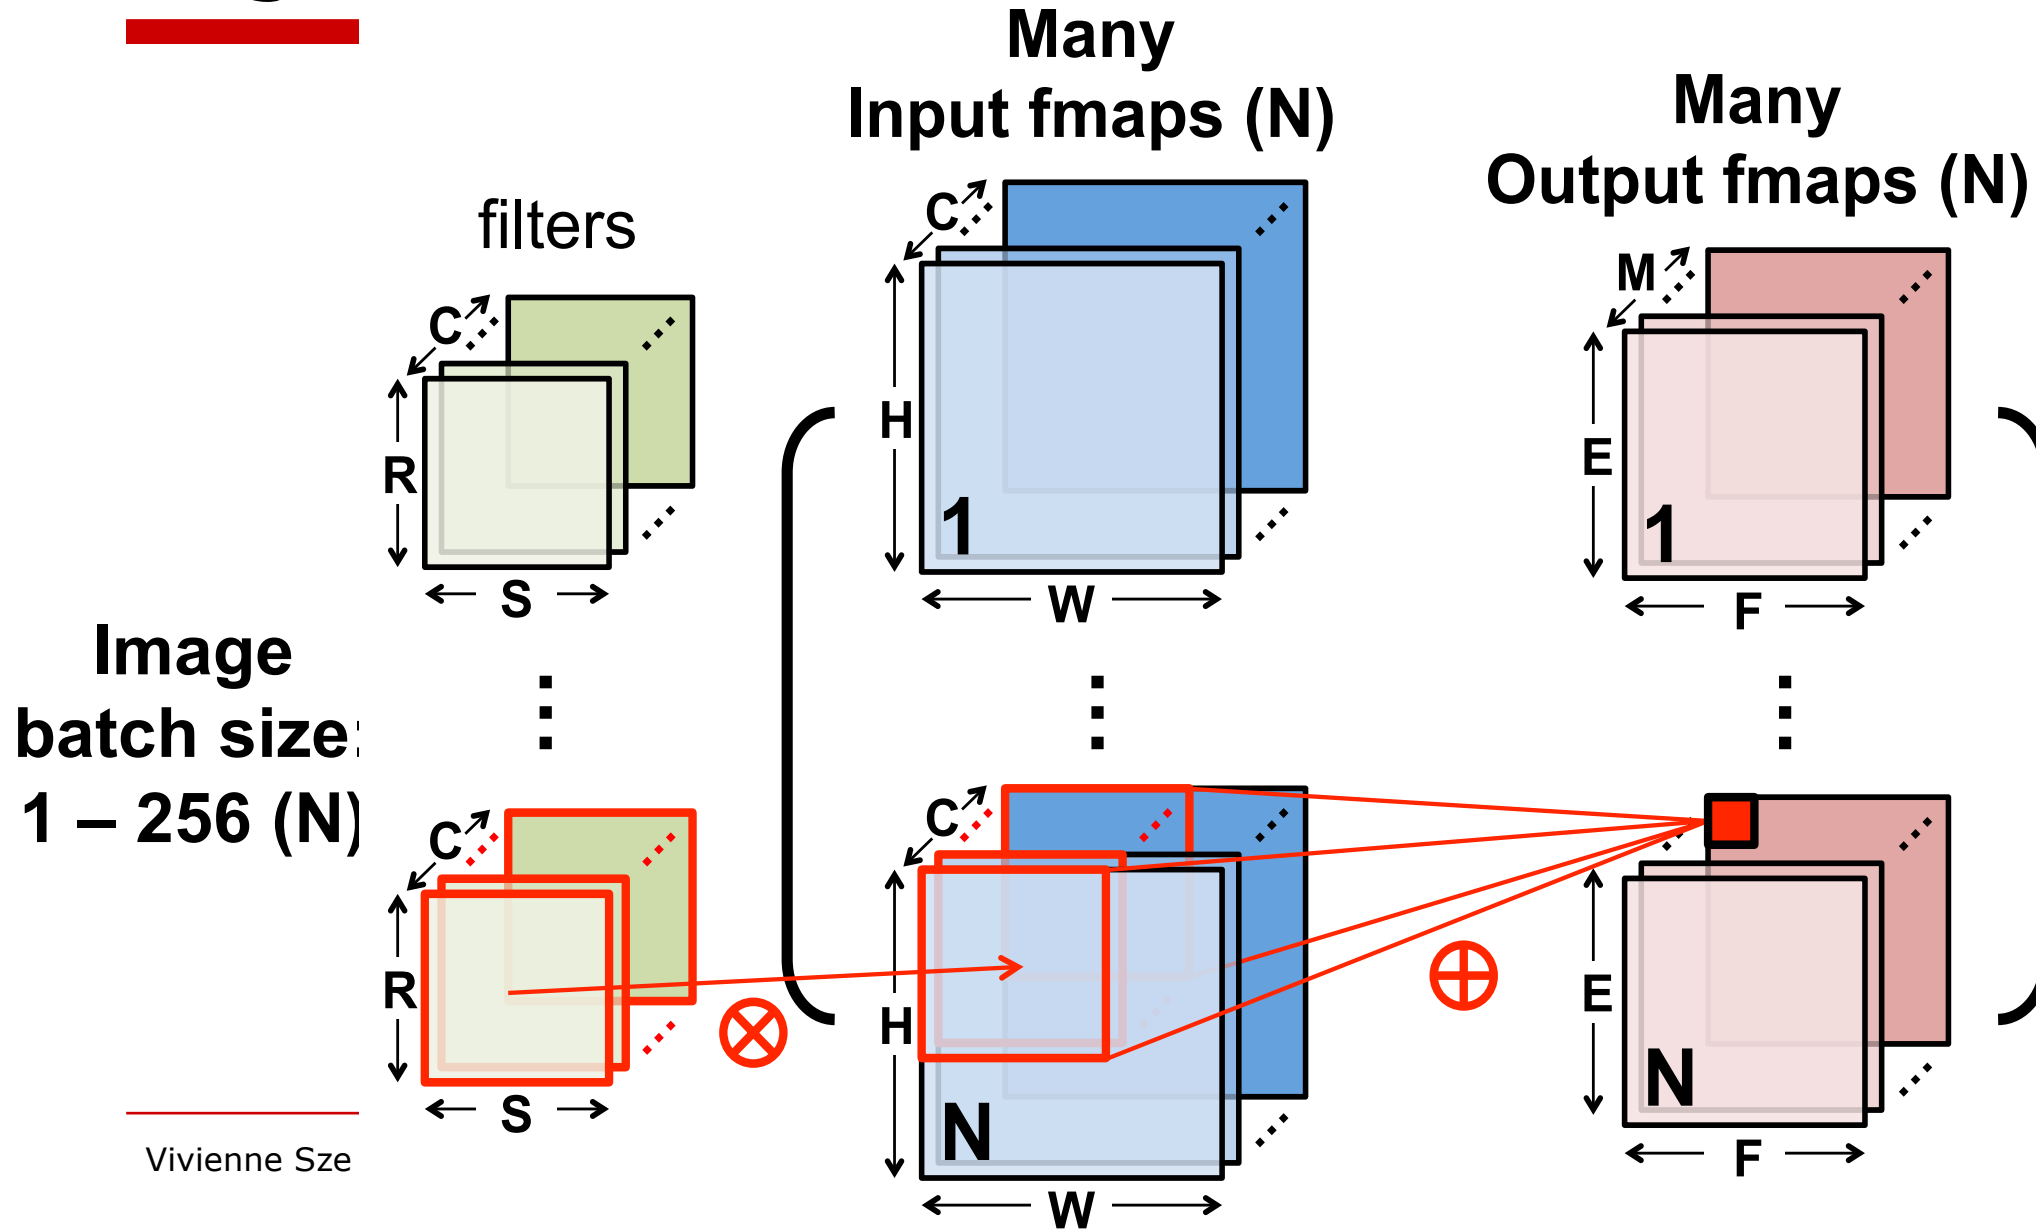 Many
Input fmaps (N)
Many
Output fmaps (N)
filters
C
R
S
C
H
1
W
M
E
1
F
Image
batch size:
1 – 256 (N)
C
R
S
C
H
N
W
E
N
F
Vivienne Sze